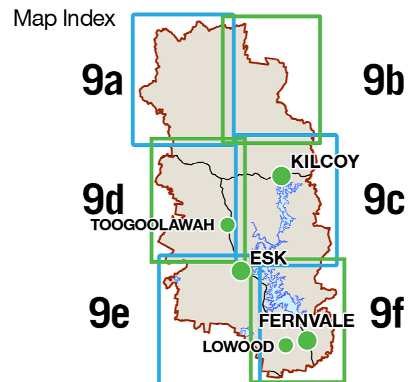 Map Index
9a
9b
KILCOY
9d
9c
TOOGOOLAWAH
ESK
9e
FERNVALE
9f
LOWOOD